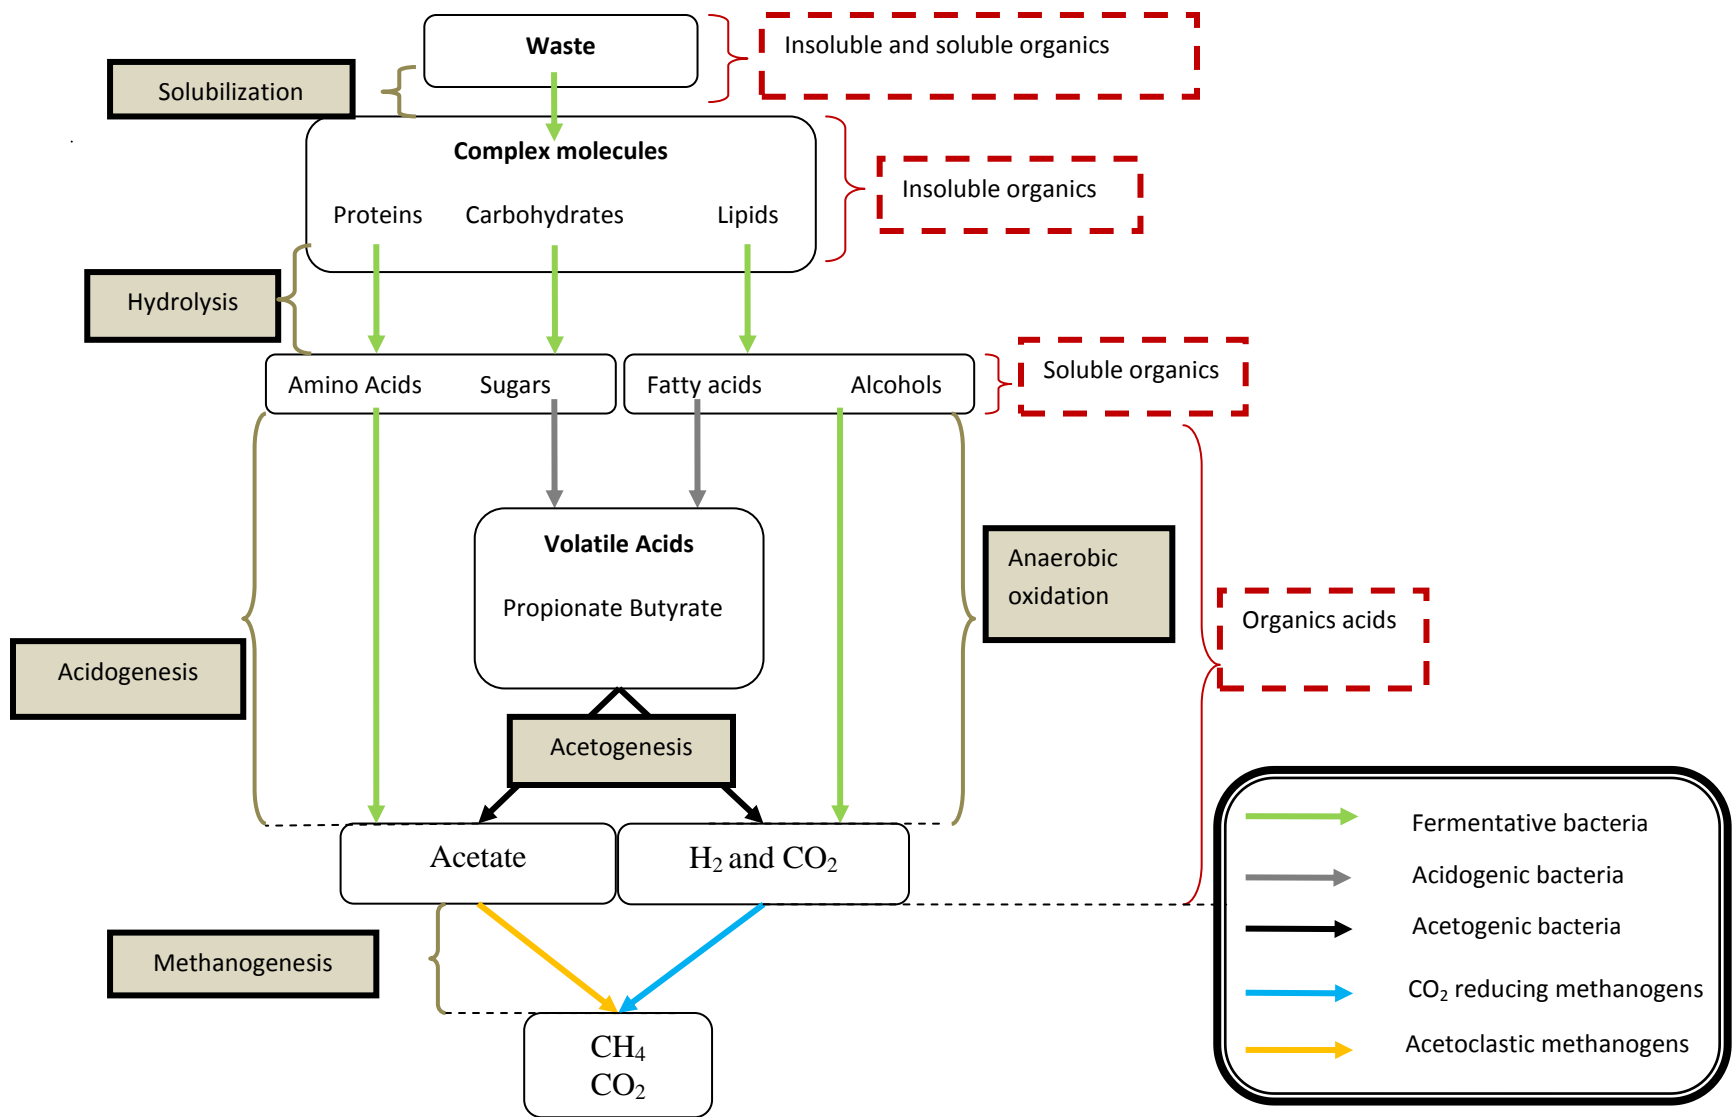 Waste
Insoluble and soluble organics
Solubilization
Complex molecules
Insoluble organics
Proteins Carbohydrates Lipids
Hydrolysis
Soluble organics
Amino Acids Sugars Fatty acids Alcohols
Volatile Acids
Anaerobic
oxidation
Propionate Butyrate
Organics acids
Acidogenesis
Acetogenesis
Acetate
H₂ and CO₂
Methanogenesis
CH₄
CO₂
Fermentative bacteria
Acidogenic bacteria
Acetogenic bacteria
CO₂ reducing methanogens
Acetoclastic methanogens